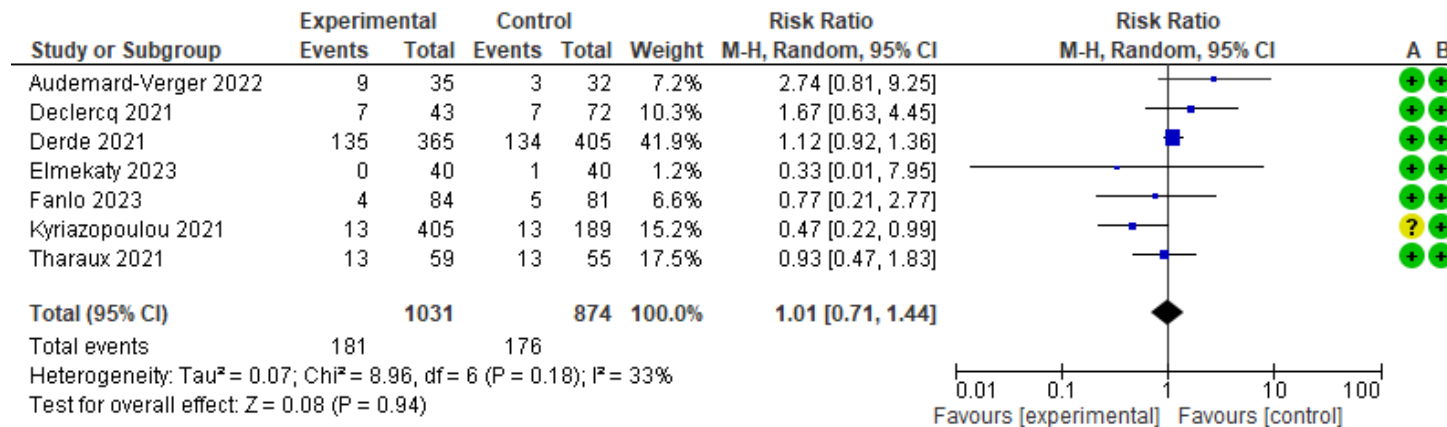 Experimental Control Risk Ratio Risk Ratio
Study or Subgroup Events Total Events Total Weight M-H, Random, 95% CI M-H, Random, 95% CI A B
Audemard-Verger 2022 9 35 3 32 7.2% 2.74 [0.81, 9.25] + +
Declercq 2021 7 43 7 72 10.3% 1.67 [0.63, 4.45] + +
Derde 2021 135 365 134 405 41.9% 1.12 [0.92, 1.36] + +
Elmekaty 2023 0 40 1 40 1.2% 0.33 [0.01, 7.95] + +
Fanlo 2023 4 84 5 81 6.6% 0.77 [0.21, 2.77] + +
Kyriazopoulou 2021 13 405 13 189 15.2% 0.47 [0.22, 0.99] ? +
Tharaux 2021 13 59 13 55 17.5% 0.93 [0.47, 1.83] + +
Total (95% CI) 1031 874 100.0% 1.01 [0.71, 1.44]
Total events 181 176
Heterogeneity: Tau² = 0.07; Chi² = 8.96, df = 6 (P = 0.18); I² = 33%
Test for overall effect: Z = 0.08 (P = 0.94)
0.01 0.1 1 10 100
Favours [experimental] Favours [control]